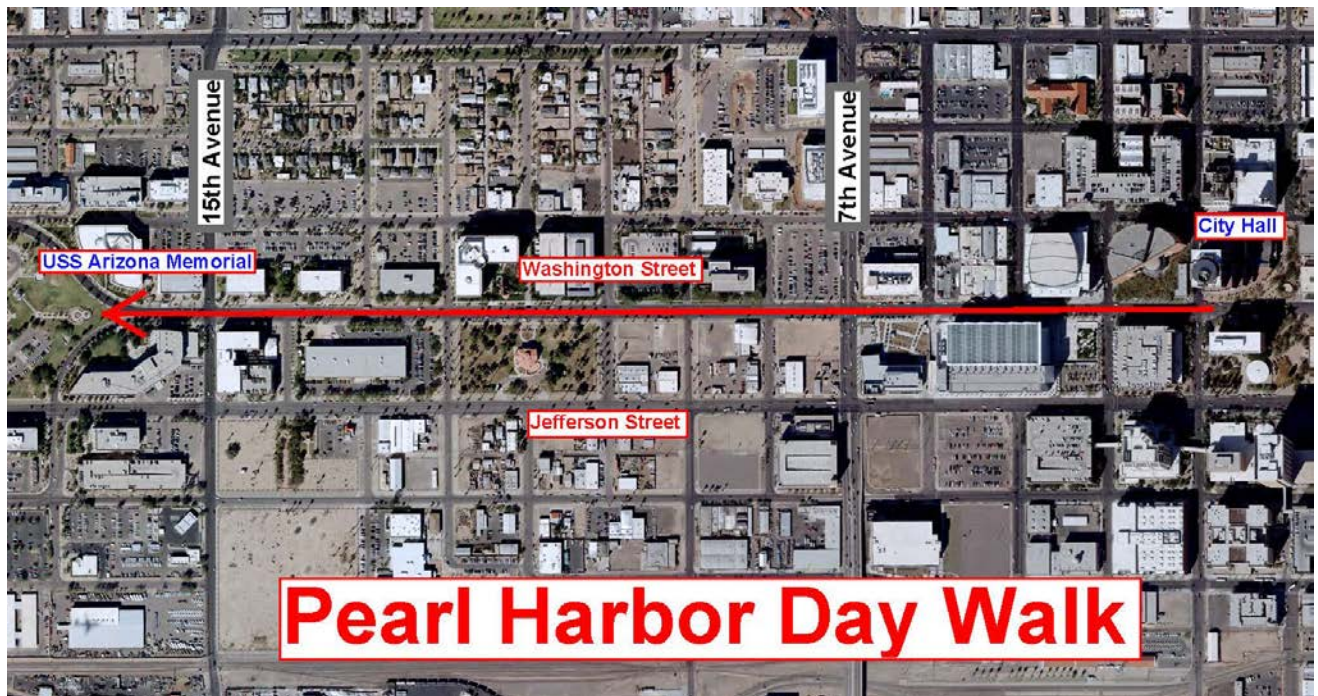 15th Avenue
7th Avenue
City Hall
USS Arizona Memorial
Washington Street
Jefferson Street
Pearl Harbor Day Walk